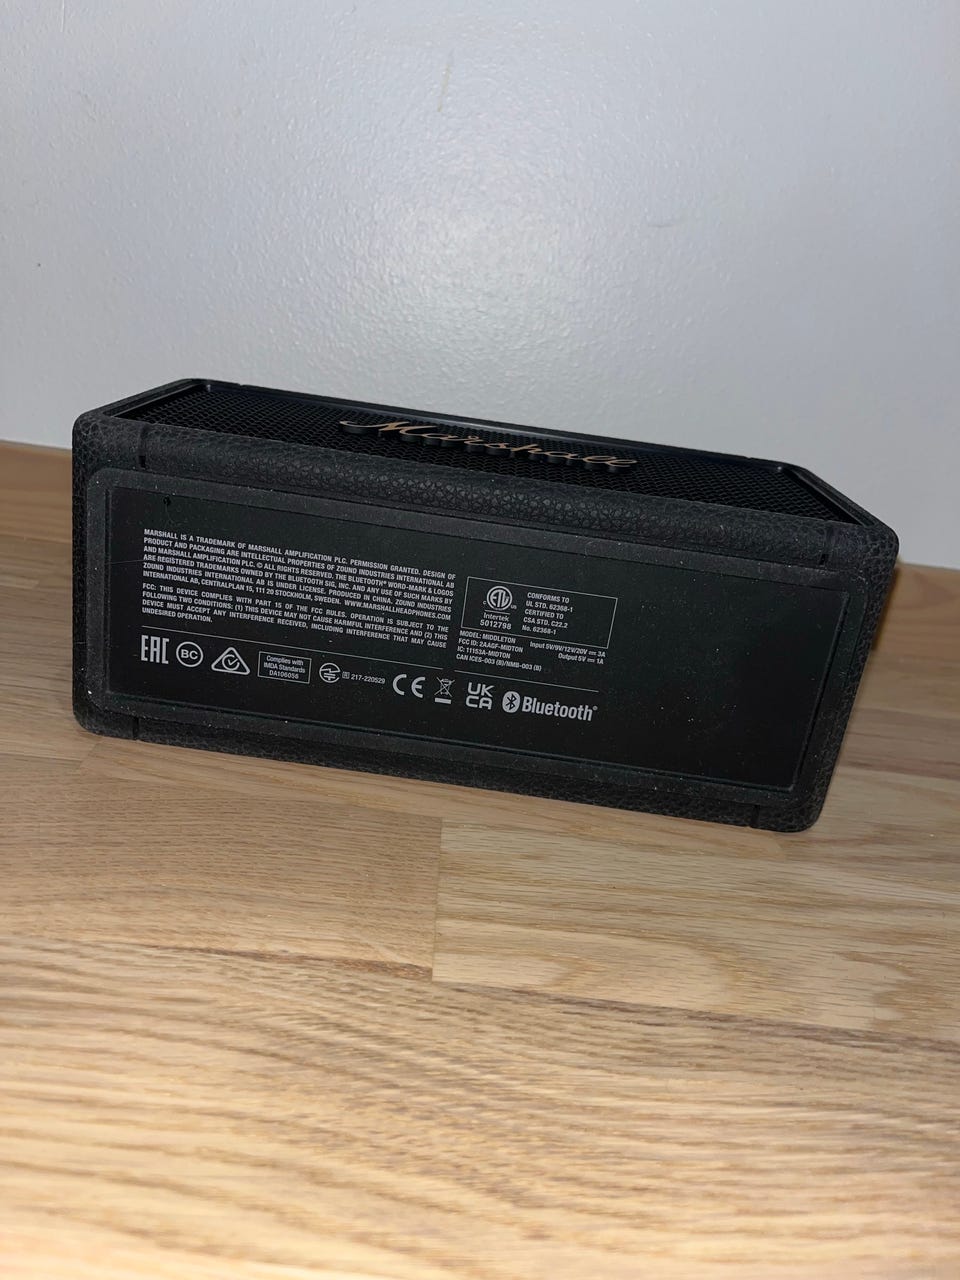 Marshall
MARSHALL IS A TRADEMARK OF MARSHALL AMPLIFICATION PLC. PERMISSION GRANTED. DESIGN OF
PRODUCT AND PACKAGING ARE INTELLECTUAL PROPERTIES OF ZOUND INDUSTRIES INTERNATIONAL AB
AND MARSHALL AMPLIFICATION PLC. © ALL RIGHTS RESERVED. THE BLUETOOTH® WORD-MARK & LOGOS
ARE REGISTERED TRADEMARKS OWNED BY THE BLUETOOTH SIG, INC. AND ANY USE OF SUCH MARKS BY
ZOUND INDUSTRIES INTERNATIONAL AB IS UNDER LICENSE. PRODUCED IN CHINA. ZOUND INDUSTRIES
INTERNATIONAL AB, CENTRALPLAN 15, 111 20 STOCKHOLM, SWEDEN. WWW.MARSHALLHEADPHONES.COM
FCC: THIS DEVICE COMPLIES WITH PART 15 OF THE FCC RULES. OPERATION IS SUBJECT TO THE
FOLLOWING TWO CONDITIONS: (1) THIS DEVICE MAY NOT CAUSE HARMFUL INTERFERENCE AND (2) THIS
DEVICE MUST ACCEPT ANY INTERFERENCE RECEIVED, INCLUDING INTERFERENCE THAT MAY CAUSE
UNDESIRED OPERATION.
C ETL US
Intertek
5012798
CONFORMS TO
UL STD. 62368-1
CERTIFIED TO
CSA STD. C22.2
No. 62368-1
MODEL: MIDDLETON
FCC ID: 2AAGF-MIDTON
IC: 11153A-MIDTON
CAN ICES-003 (B)/NMB-003 (B)
Input 5V/9V/12V/20V ⎓ 3A
Output 5V ⎓ 1A
EAC
BC
Complies with
IMDA Standards
DA106056
R 217-220529
CE
UK
CA
Bluetooth®